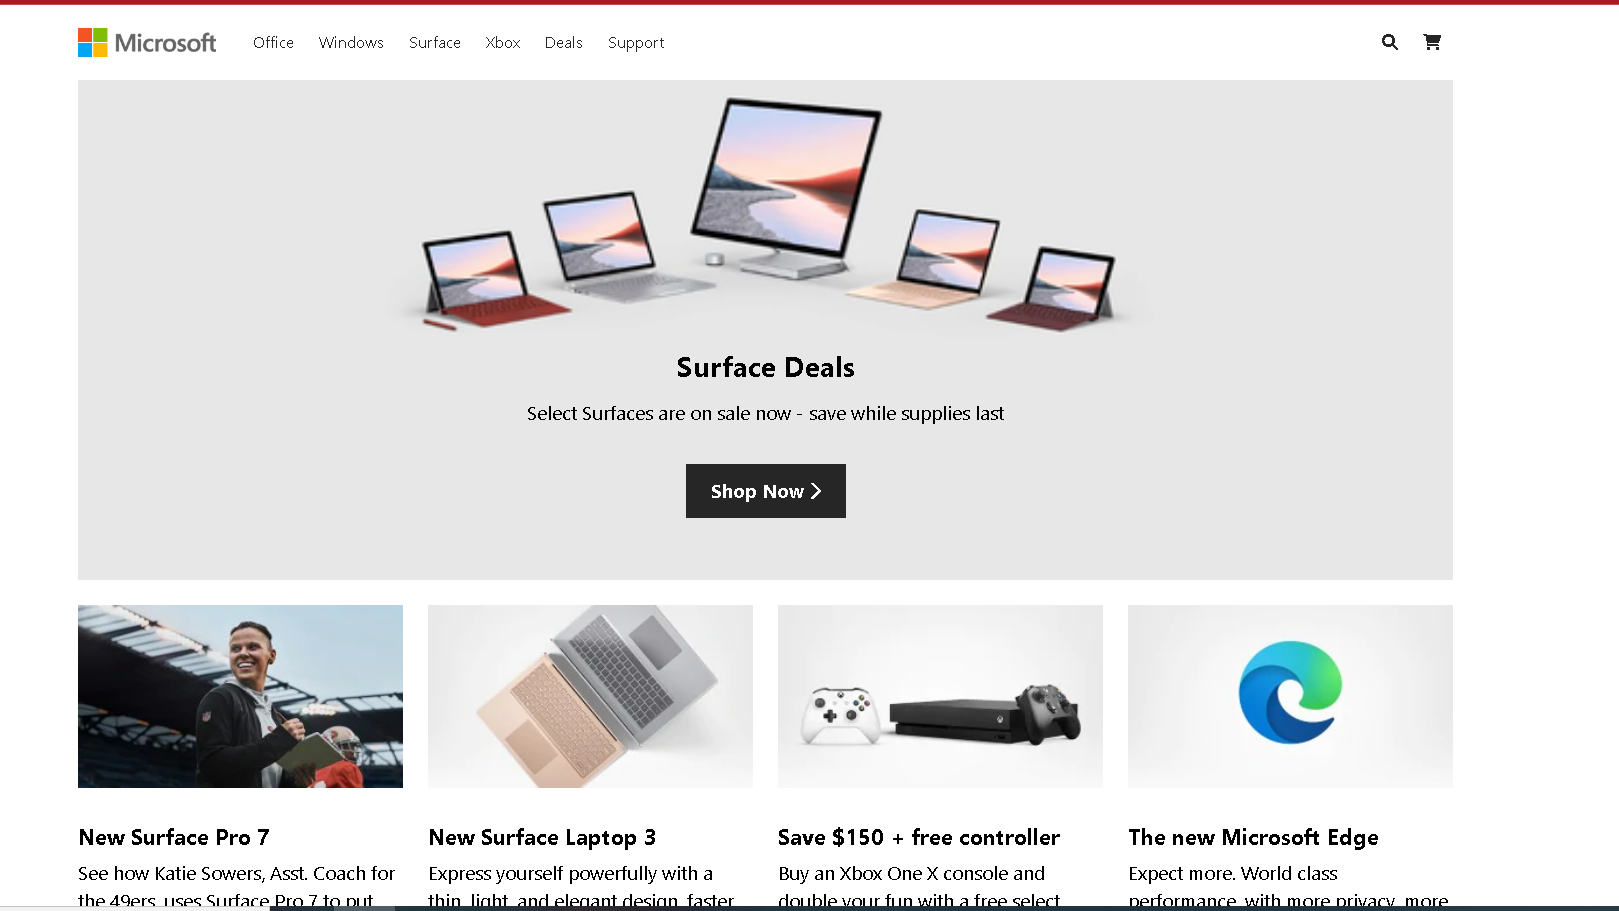 Microsoft
Office Windows Surface Xbox Deals Support
Surface Deals
Select Surfaces are on sale now - save while supplies last
Shop Now
New Surface Pro 7
See how Katie Sowers, Asst. Coach for
the 49ers, uses Surface Pro 7 to put
New Surface Laptop 3
Express yourself powerfully with a
thin, light, and elegant design, faster
Save $150 + free controller
Buy an Xbox One X console and
double your fun with a free select
The new Microsoft Edge
Expect more. World class
performance, with more privacy, more